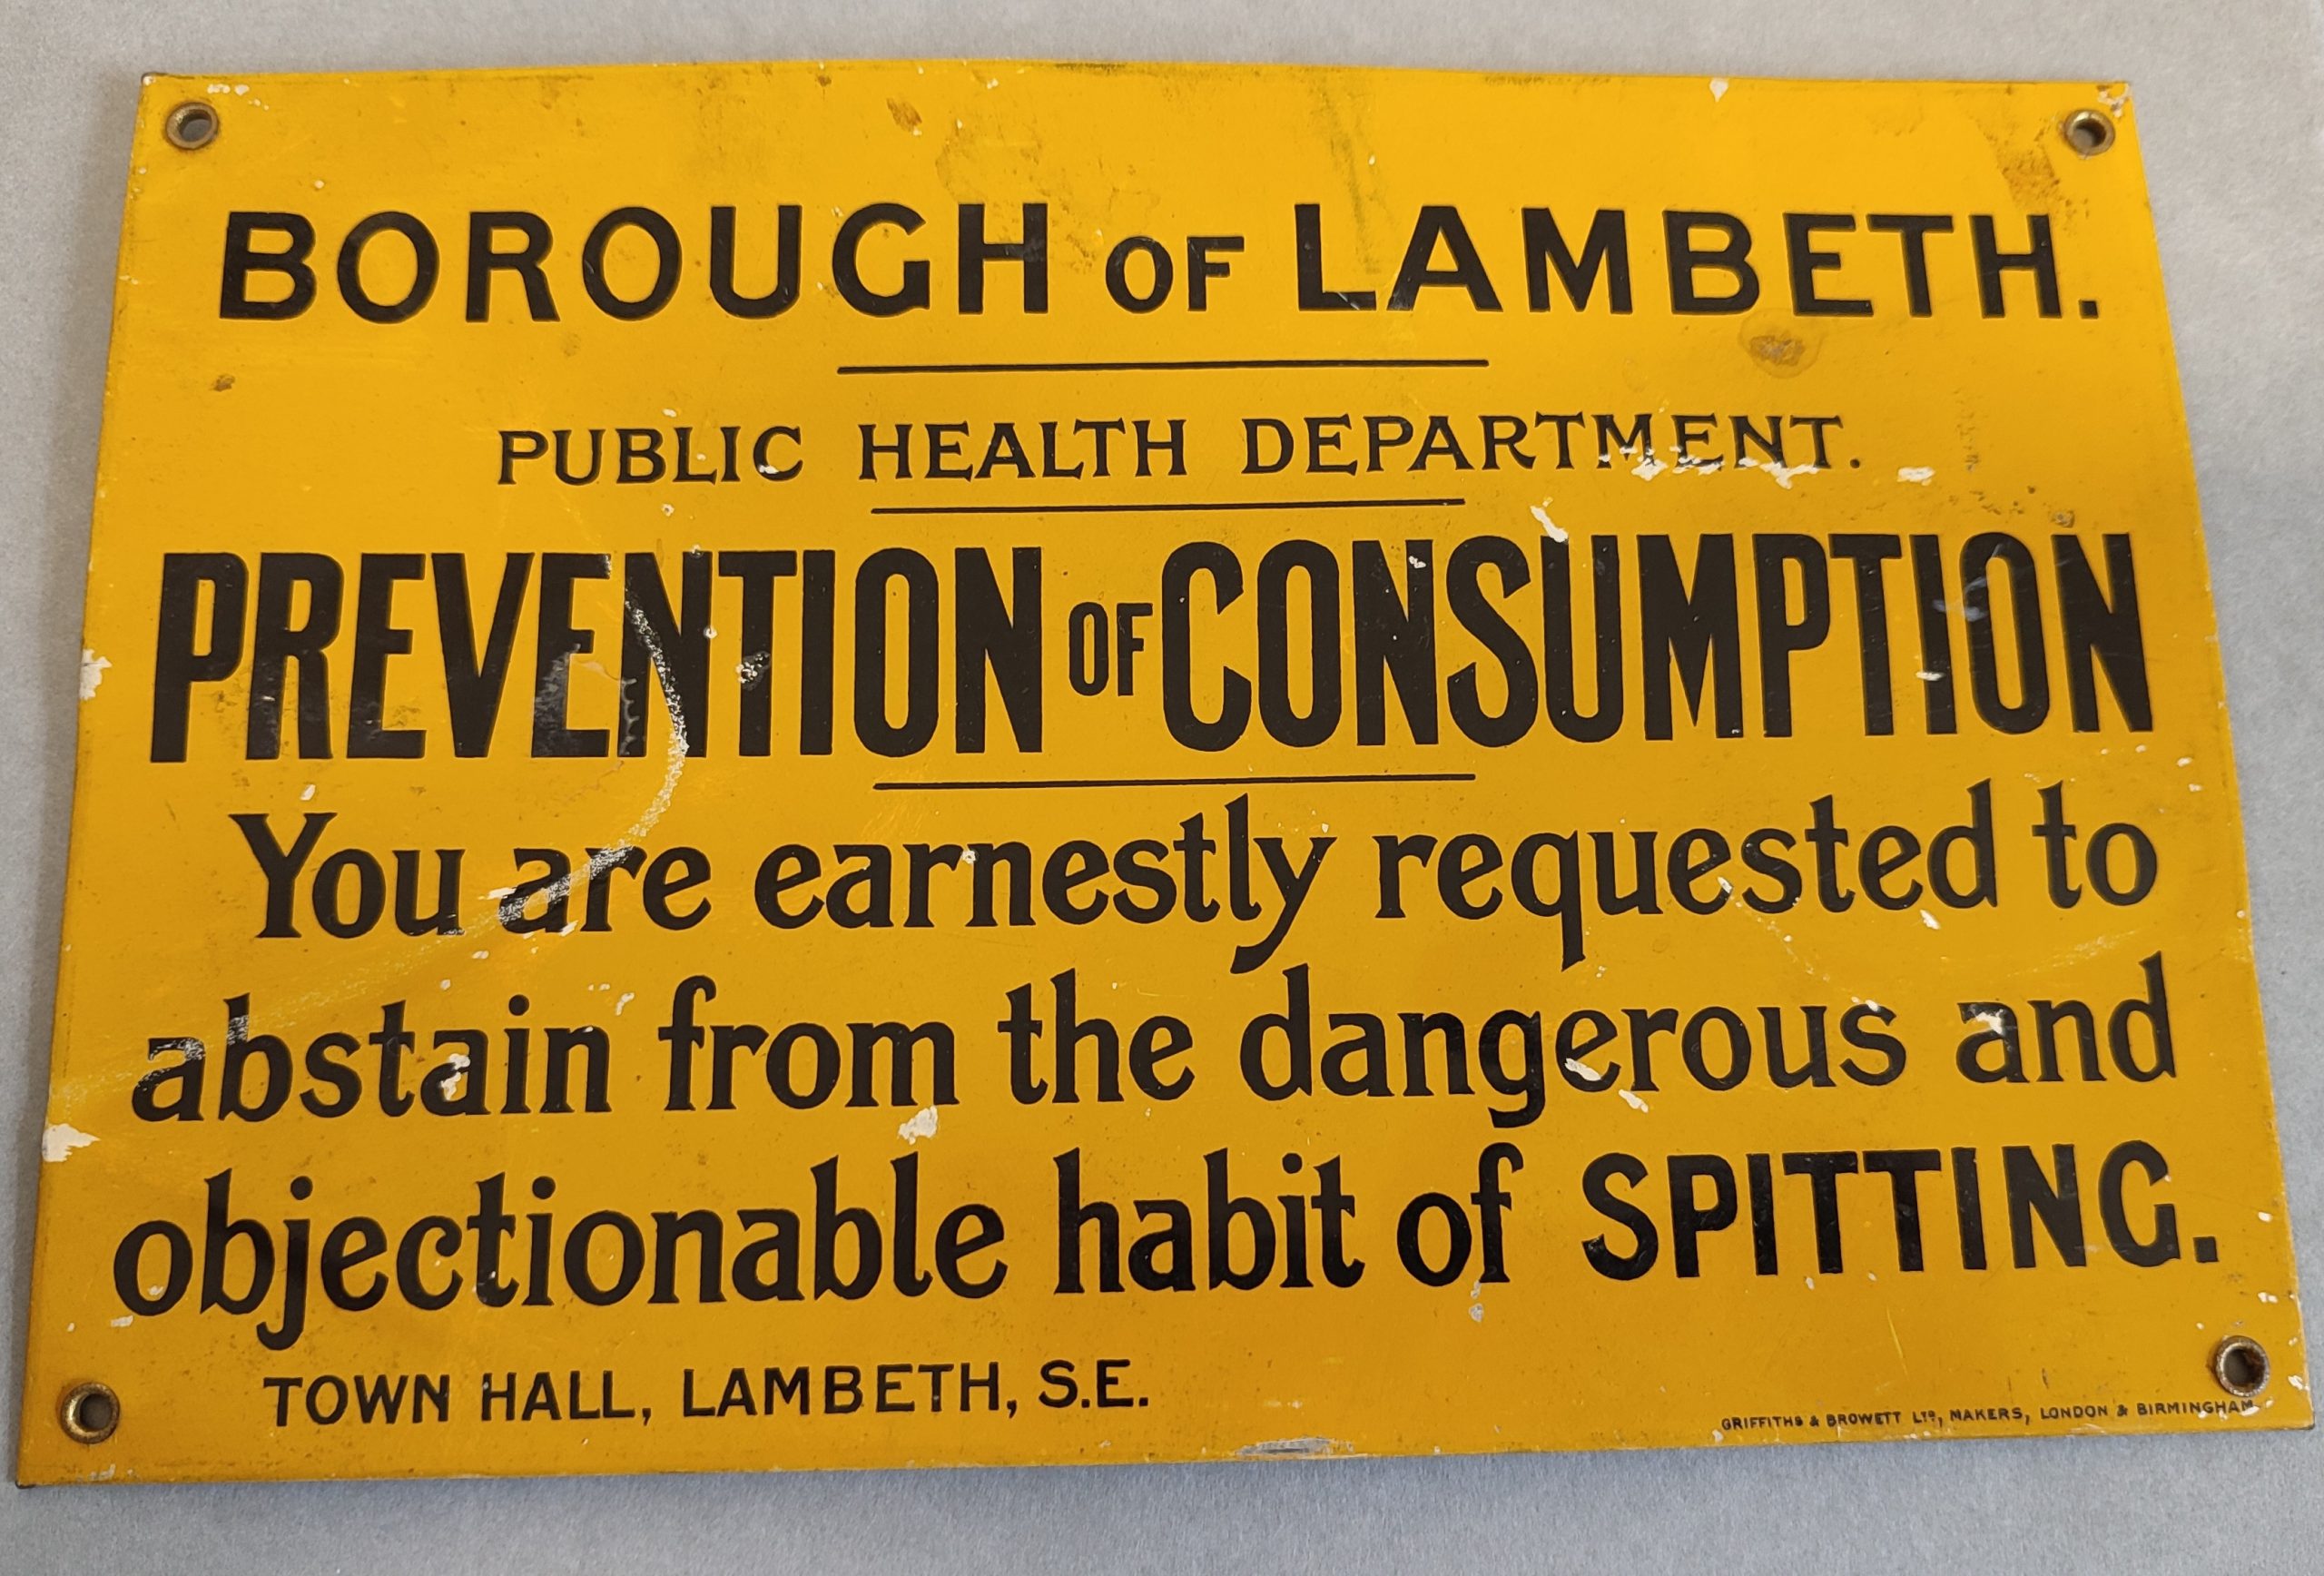 BOROUGH OF LAMBETH.
PUBLIC HEALTH DEPARTMENT.
PREVENTION OF CONSUMPTION
You are earnestly requested to
abstain from the dangerous and
objectionable habit of SPITTING.
TOWN HALL, LAMBETH, S.E.
GRIFFITHS & BROWETT LTD, MAKERS, LONDON & BIRMINGHAM.